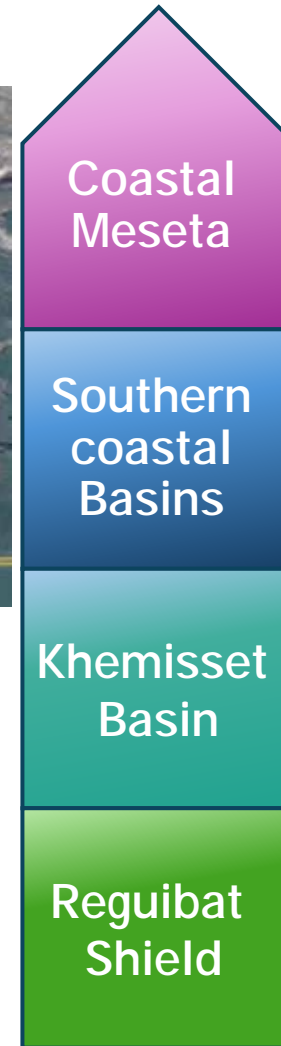 Coastal
Meseta
Southern
coastal
Basins
Khemisset
Basin
Reguibat
Shield